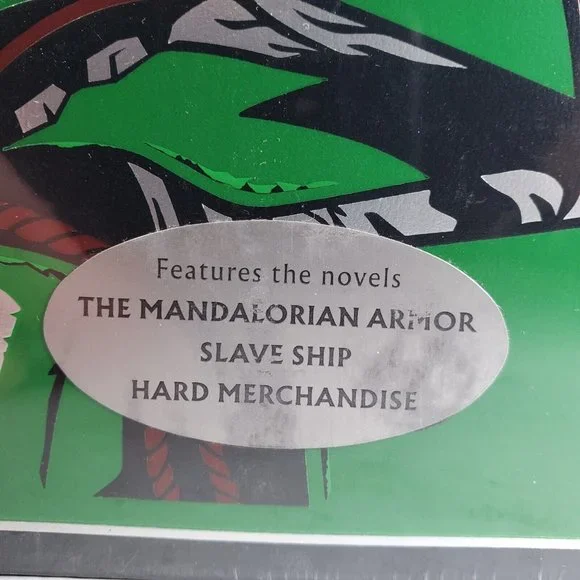 Features the novels
THE MANDALORIAN ARMOR
SLAVE SHIP
HARD MERCHANDISE